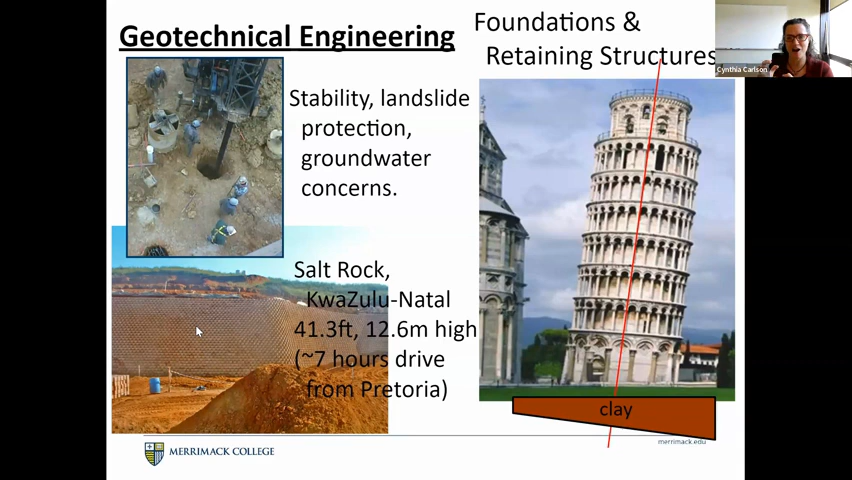 Geotechnical Engineering
Foundations &
Retaining Structures
Cynthia Carlson
Stability, landslide
protection,
groundwater
concerns.
Salt Rock,
KwaZulu-Natal
41.3ft, 12.6m high
(~7 hours drive
from Pretoria)
clay
merrimack.edu
MERRIMACK COLLEGE